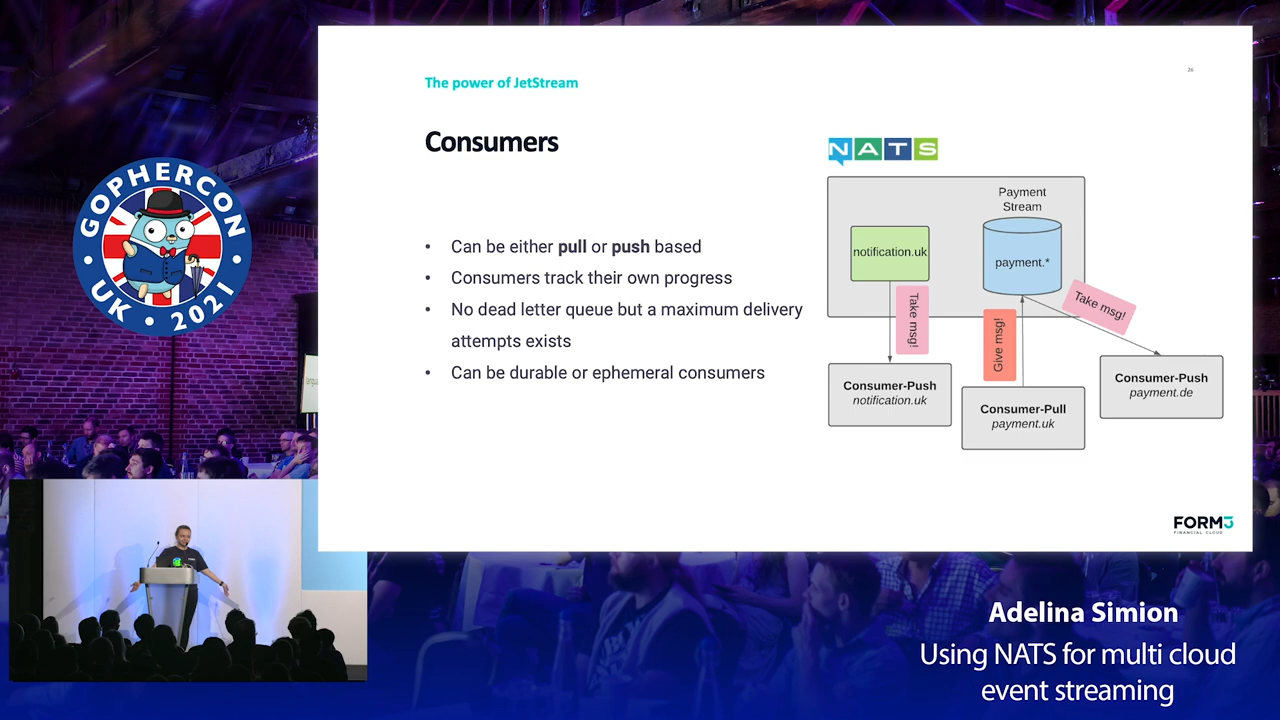 The power of JetStream
26
Consumers
• Can be either pull or push based
• Consumers track their own progress
• No dead letter queue but a maximum delivery
attempts exists
• Can be durable or ephemeral consumers
NATS
Payment
Stream
notification.uk
payment.*
Take msg!
Give msg!
Take msg!
Consumer-Push
notification.uk
Consumer-Pull
payment.uk
Consumer-Push
payment.de
FORM3
FINANCIAL CLOUD
GOPHERCON
UK • 2021
Adelina Simion
Using NATS for multi cloud
event streaming